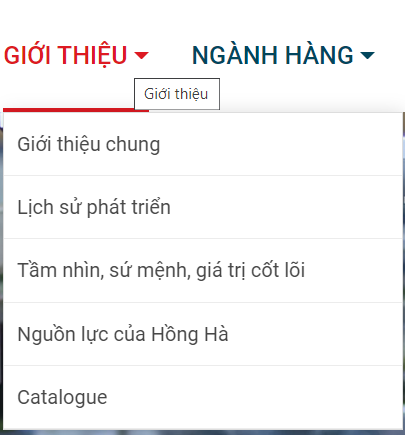 GIỚI THIỆU NGÀNH HÀNG
Giới thiệu
Giới thiệu chung
Lịch sử phát triển
Tầm nhìn, sứ mệnh, giá trị cốt lõi
Nguồn lực của Hồng Hà
Catalogue